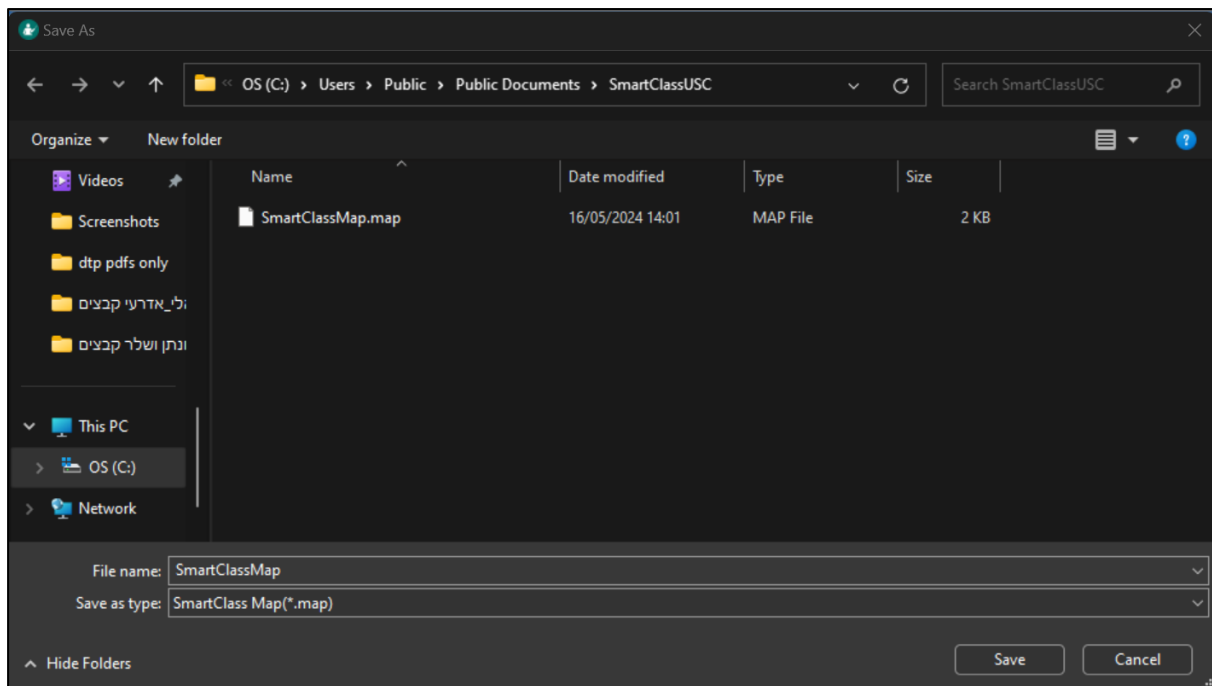 Save As
« OS (C:) › Users › Public › Public Documents › SmartClassUSC
Search SmartClassUSC
Organize
New folder
?
Name
Date modified
Type
Size
SmartClassMap.map
16/05/2024 14:01
MAP File
2 KB
Videos
Screenshots
dtp pdfs only
לי_אדרעי קבצים
ונתן ושלר קבצים
This PC
OS (C:)
Network
File name: SmartClassMap
Save as type: SmartClass Map(*.map)
Hide Folders
Save
Cancel